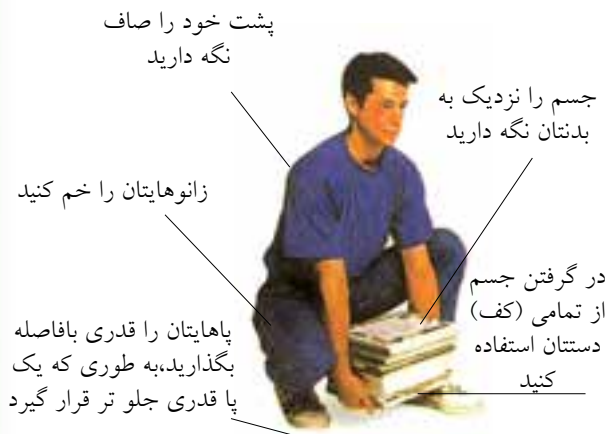 پشت خود را صاف
نگه دارید
جسم را نزدیک به
بدنتان نگه دارید
زانوهایتان را خم کنید
در گرفتن جسم
از تمامی (کف)
دستتان استفاده
کنید
پاهایتان را قدری بافاصله
بگذارید،به طوری که یک
پا قدری جلو تر قرار گیرد